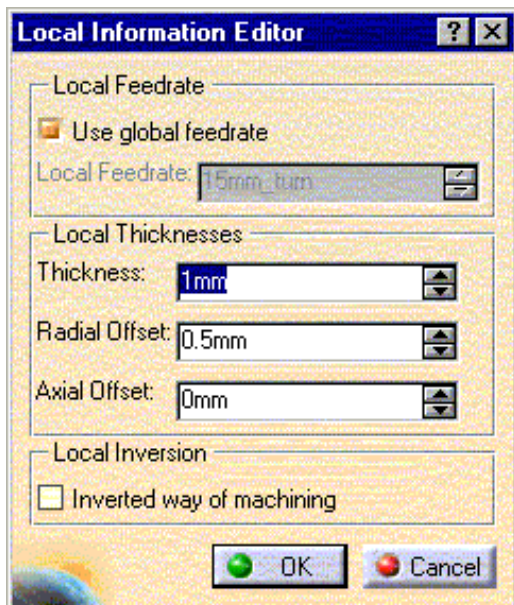 Local Information Editor ? X
Local Feedrate
Use global feedrate
Local Feedrate: 15mm_turn
Local Thicknesses
Thickness: 1mm
Radial Offset: 0.5mm
Axial Offset: 0mm
Local Inversion
Inverted way of machining
OK Cancel